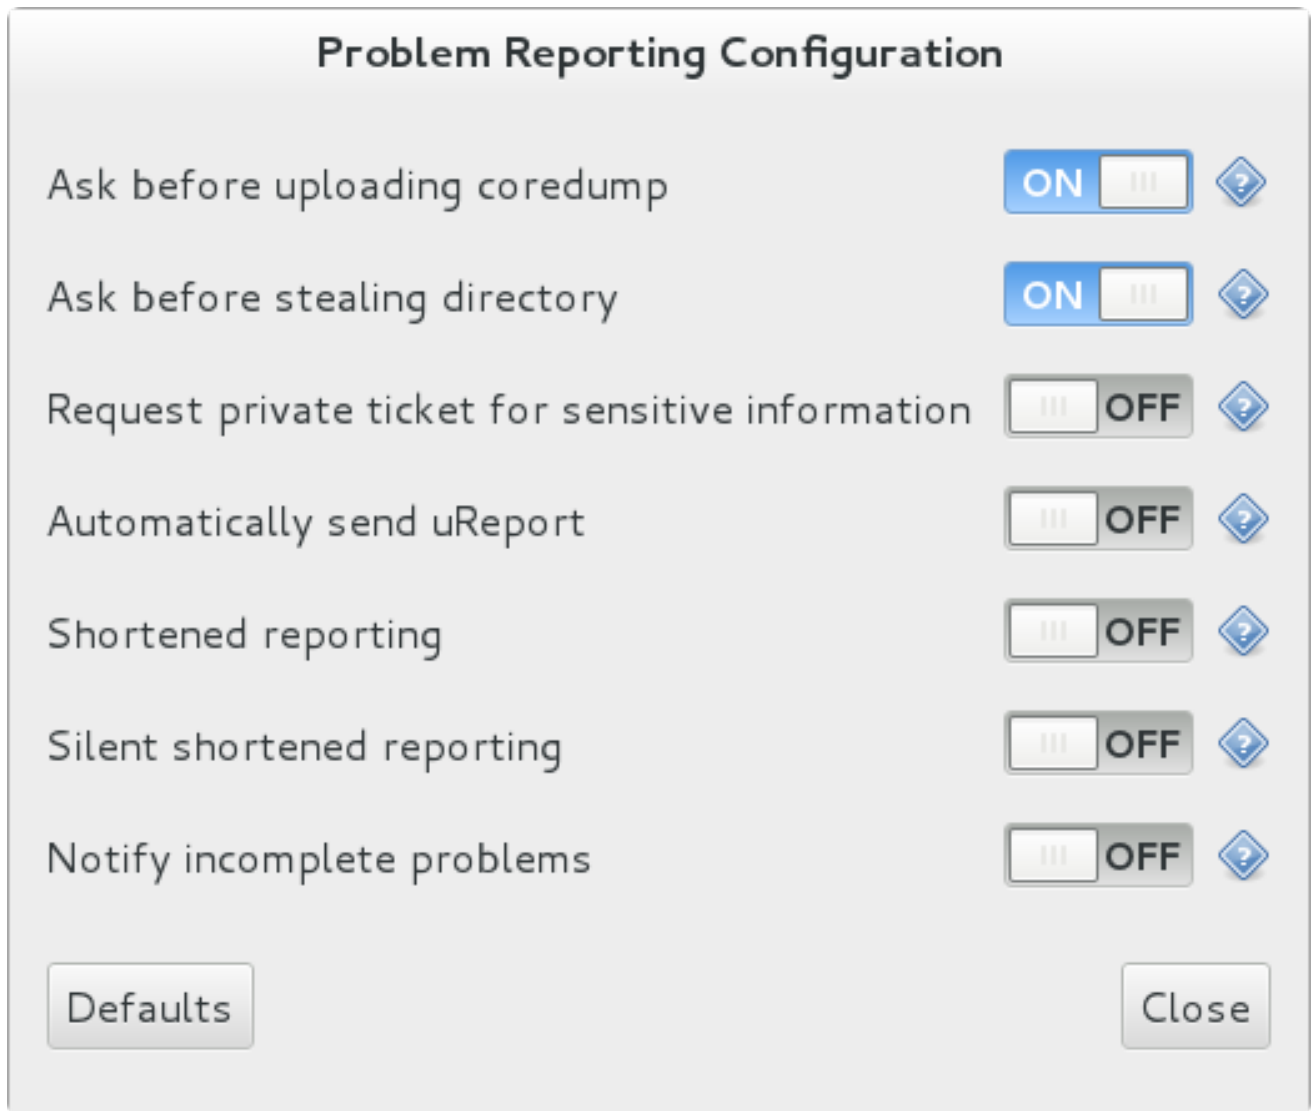 Problem Reporting Configuration
Ask before uploading coredump ON ?
Ask before stealing directory ON ?
Request private ticket for sensitive information OFF ?
Automatically send uReport OFF ?
Shortened reporting OFF ?
Silent shortened reporting OFF ?
Notify incomplete problems OFF ?
Defaults Close